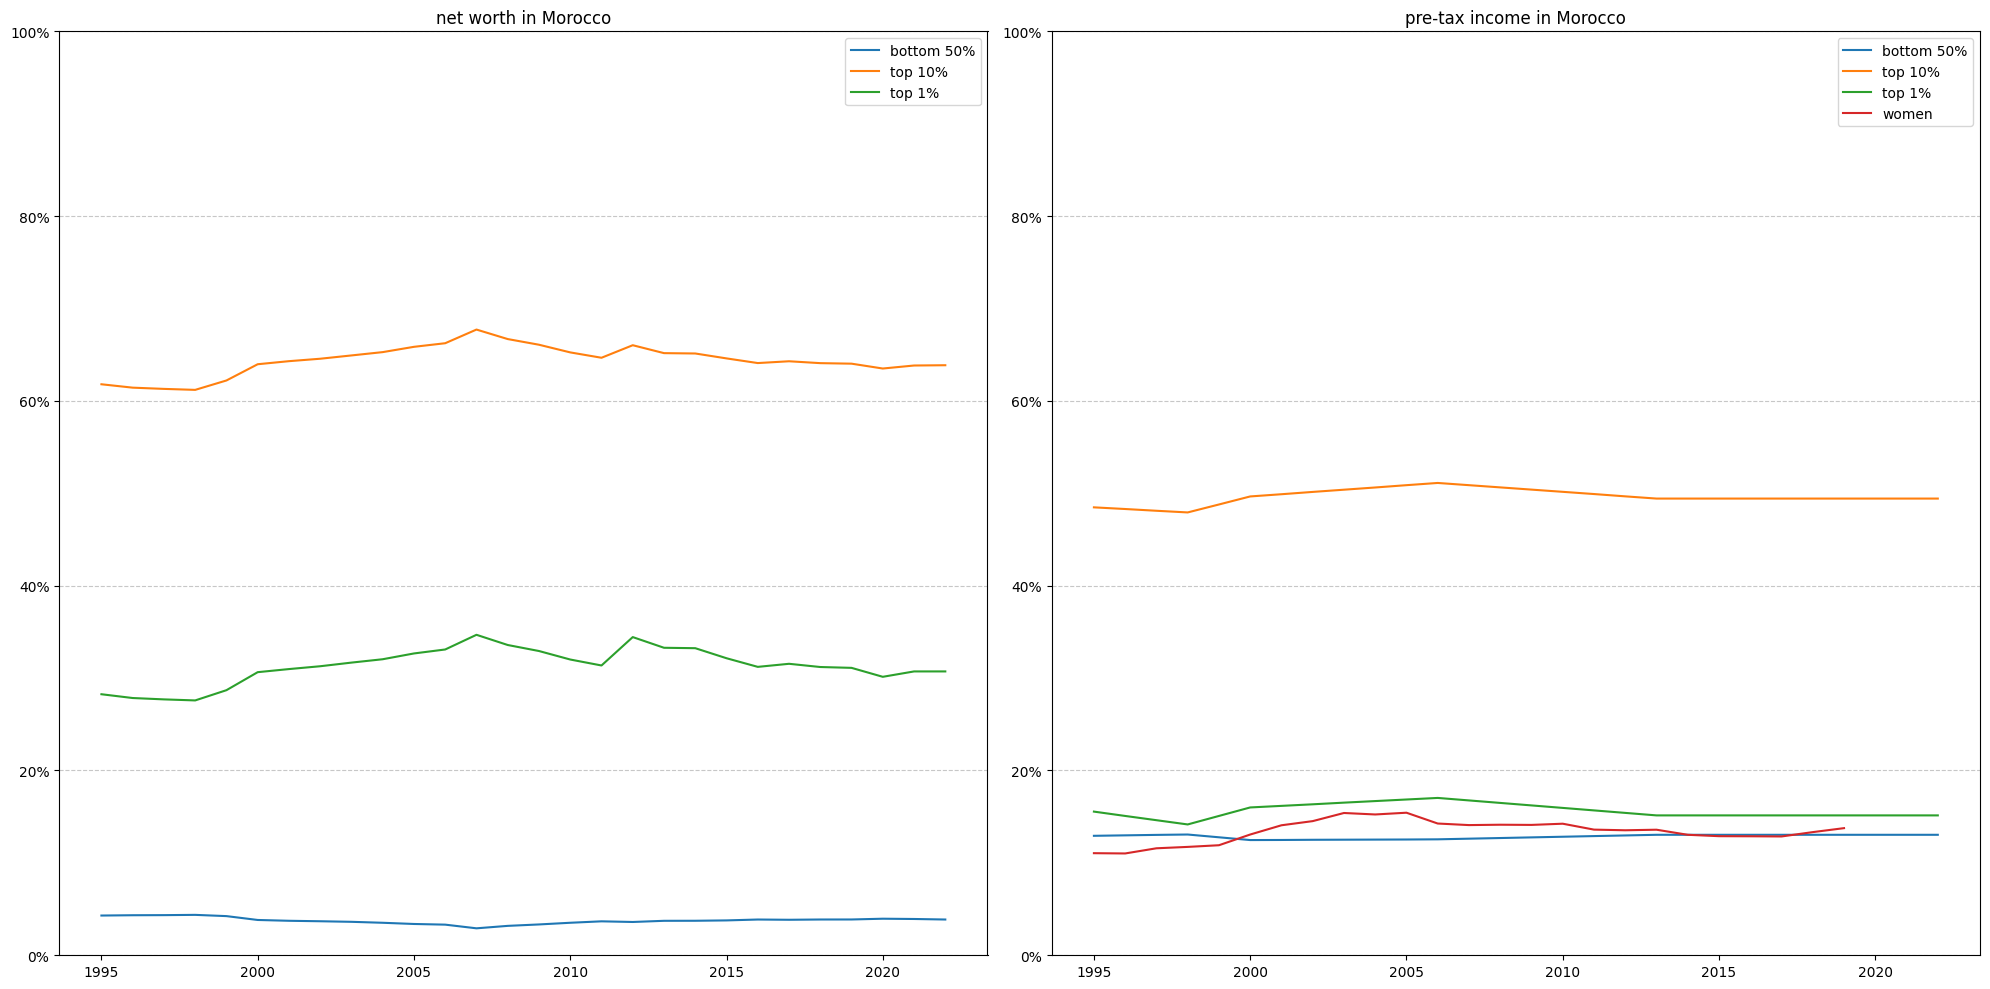 net worth in Morocco
100%
80%
60%
40%
20%
0%
1995 2000 2005 2010 2015 2020
bottom 50%
top 10%
top 1%
pre-tax income in Morocco
100%
80%
60%
40%
20%
0%
1995 2000 2005 2010 2015 2020
bottom 50%
top 10%
top 1%
women